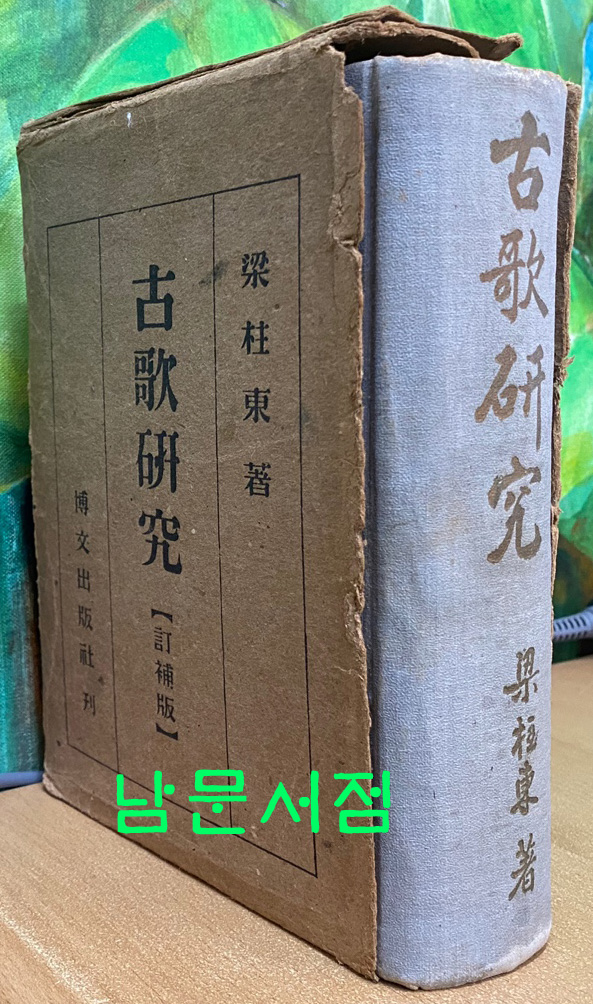 梁柱東 著
古歌硏究【訂補版】
博文出版社刊
古歌研究
梁柱東 著
남문서점